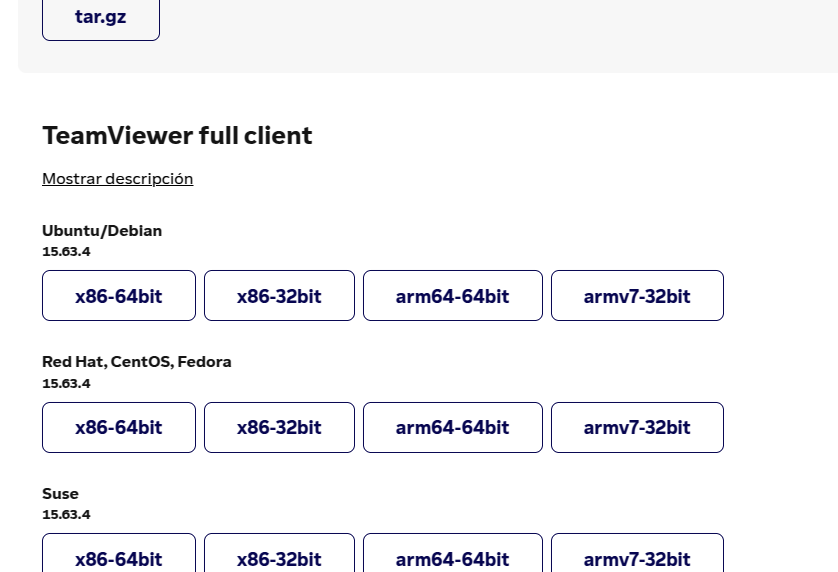 tar.gz
TeamViewer full client
Mostrar descripción
Ubuntu/Debian
15.63.4
x86-64bit x86-32bit arm64-64bit armv7-32bit
Red Hat, CentOS, Fedora
15.63.4
x86-64bit x86-32bit arm64-64bit armv7-32bit
Suse
15.63.4
x86-64bit x86-32bit arm64-64bit armv7-32bit